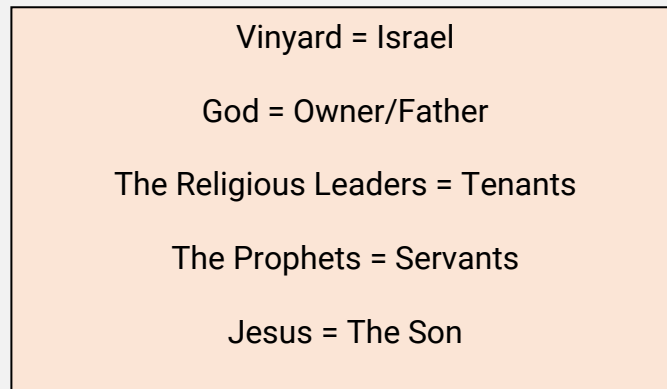 Vinyard = Israel
God = Owner/Father
The Religious Leaders = Tenants
The Prophets = Servants
Jesus = The Son